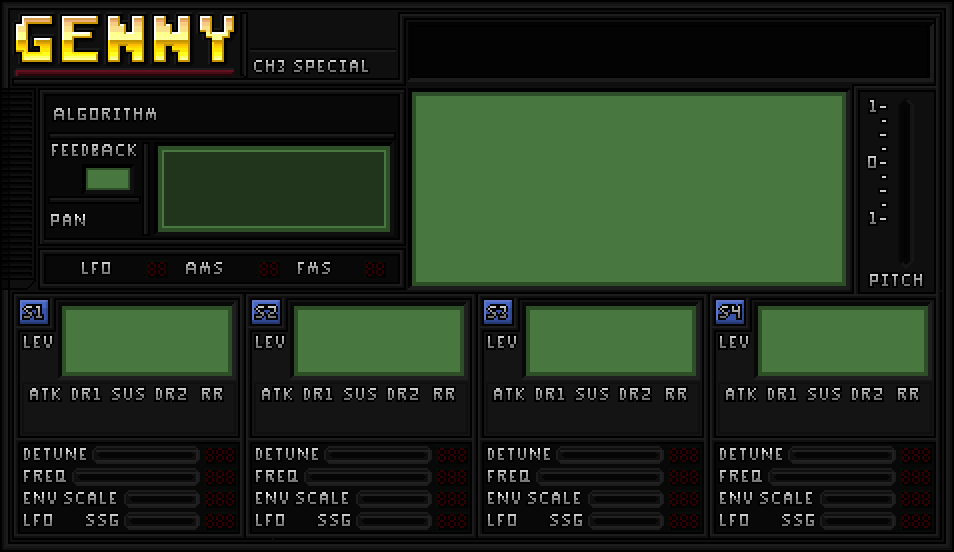 GENNY
CH3 SPECIAL
ALGORITHM
FEEDBACK
PAN
LFO AMS FMS
1-
0-
1-
PITCH
S1 S2 S3 S4
LEV LEV LEV LEV
ATK DR1 SUS DR2 RR ATK DR1 SUS DR2 RR ATK DR1 SUS DR2 RR ATK DR1 SUS DR2 RR
DETUNE DETUNE DETUNE DETUNE
FREQ FREQ FREQ FREQ
ENV SCALE ENV SCALE ENV SCALE ENV SCALE
LFO SSG LFO SSG LFO SSG LFO SSG